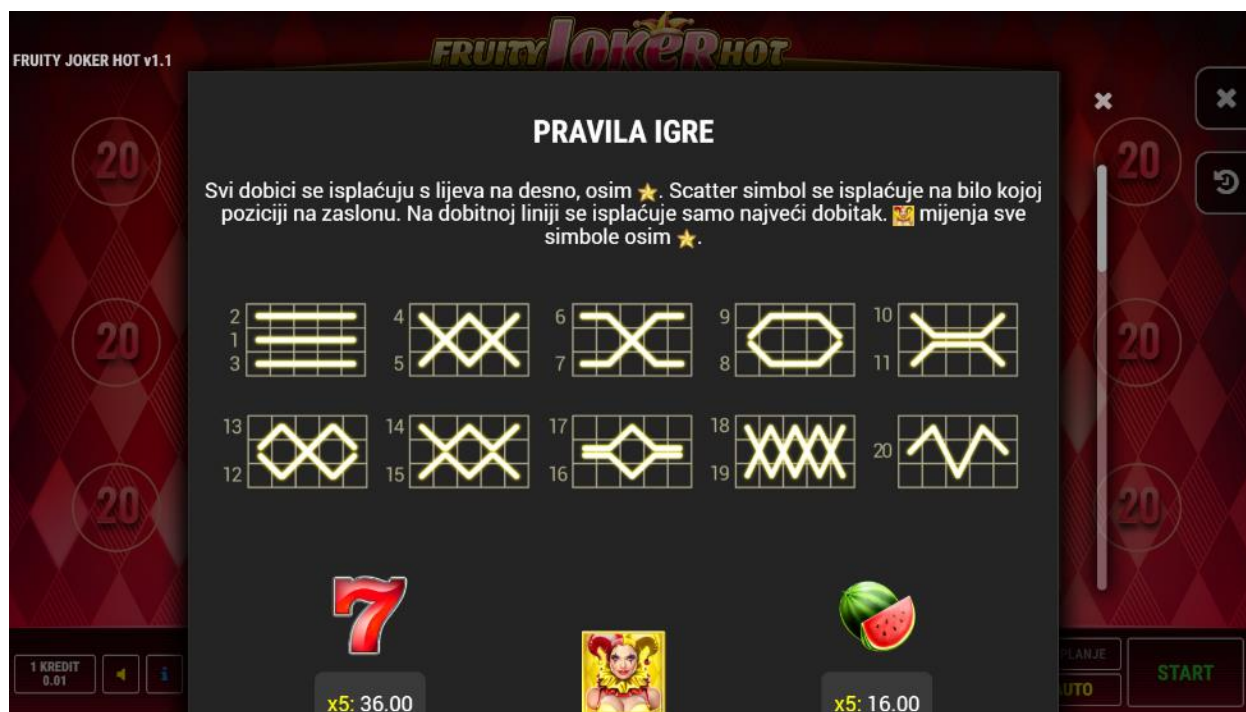 FRUITY JOKER HOT
FRUITY JOKER HOT v1.1
PRAVILA IGRE
20
20
Svi dobici se isplaćuju s lijeva na desno, osim . Scatter simbol se isplaćuje na bilo kojoj
poziciji na zaslonu. Na dobitnoj liniji se isplaćuje samo najveći dobitak. mijenja sve
simbole osim .
2 4 6 9 10
1
3 5 7 8 11
20
20
13 14 17 18
20
12 15 16 19
20
20
7
1 KREDIT
0.01
i
x5: 36.00
x5: 16.00
START